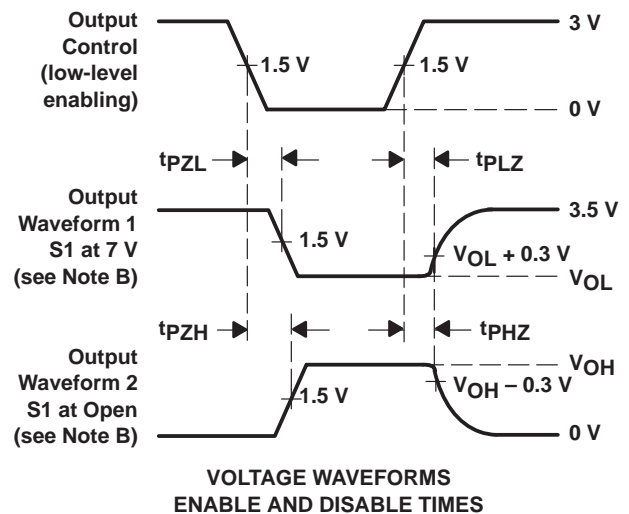 Output
Control
(low-level
enabling)
3 V
1.5 V
1.5 V
0 V
tPZL
tPLZ
Output
Waveform 1
S1 at 7 V
(see Note B)
3.5 V
1.5 V
VOL + 0.3 V
VOL
tPZH
tPHZ
Output
Waveform 2
S1 at Open
(see Note B)
VOH
1.5 V
VOH – 0.3 V
0 V
VOLTAGE WAVEFORMS
ENABLE AND DISABLE TIMES